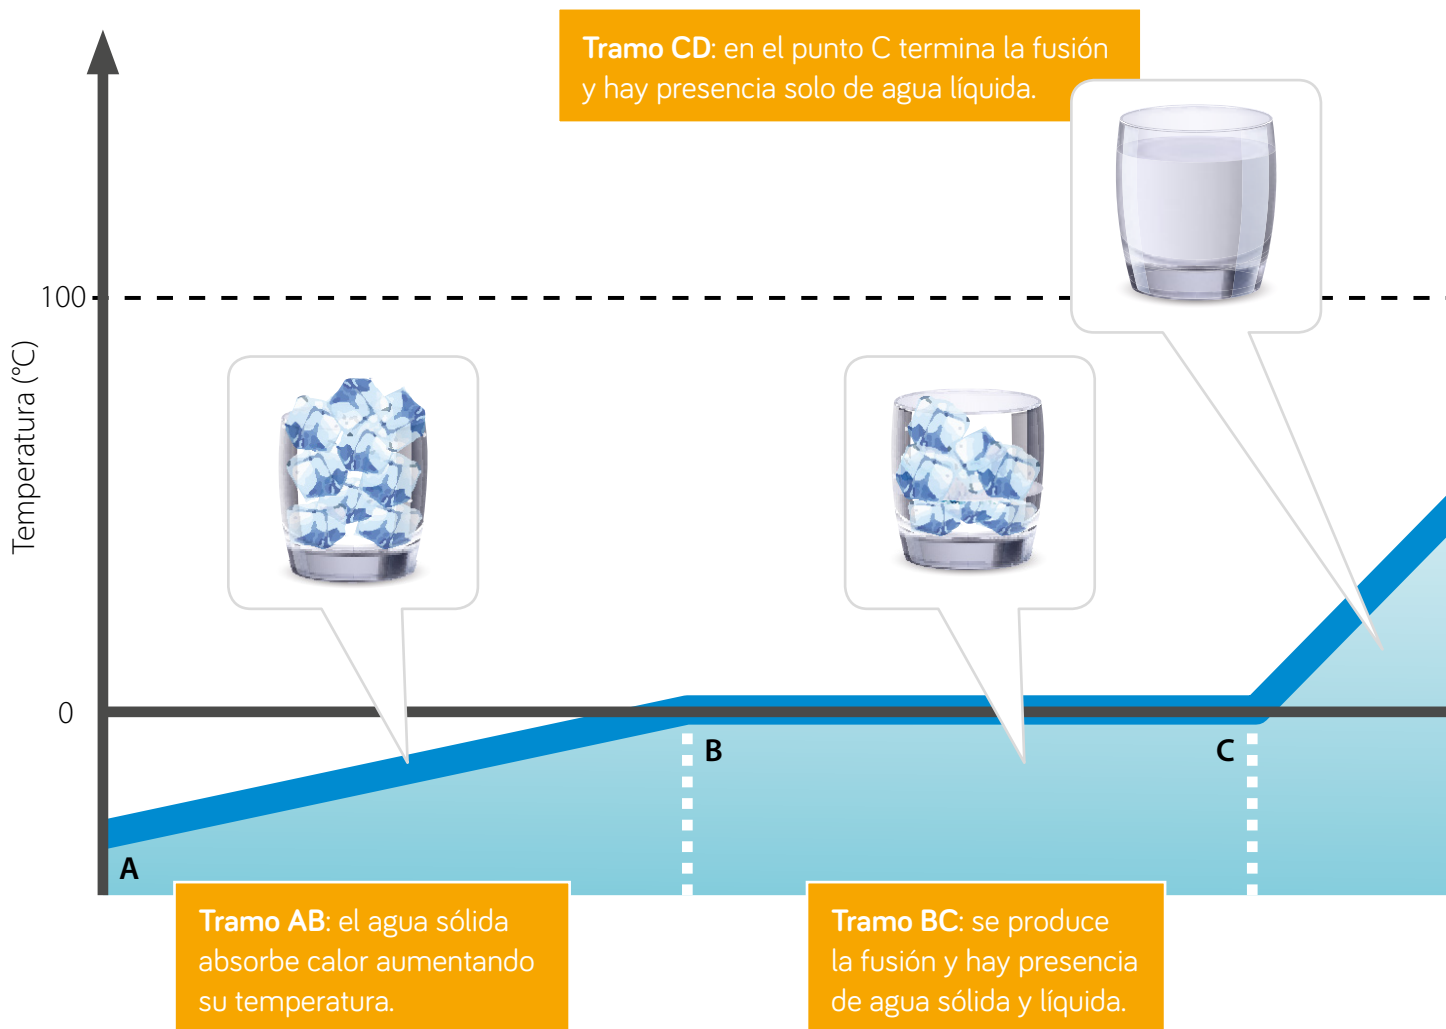 Tramo CD: en el punto C termina la fusión
y hay presencia solo de agua líquida.
100
Temperatura (°C)
0
B
C
A
Tramo AB: el agua sólida
absorbe calor aumentando
su temperatura.
Tramo BC: se produce
la fusión y hay presencia
de agua sólida y líquida.